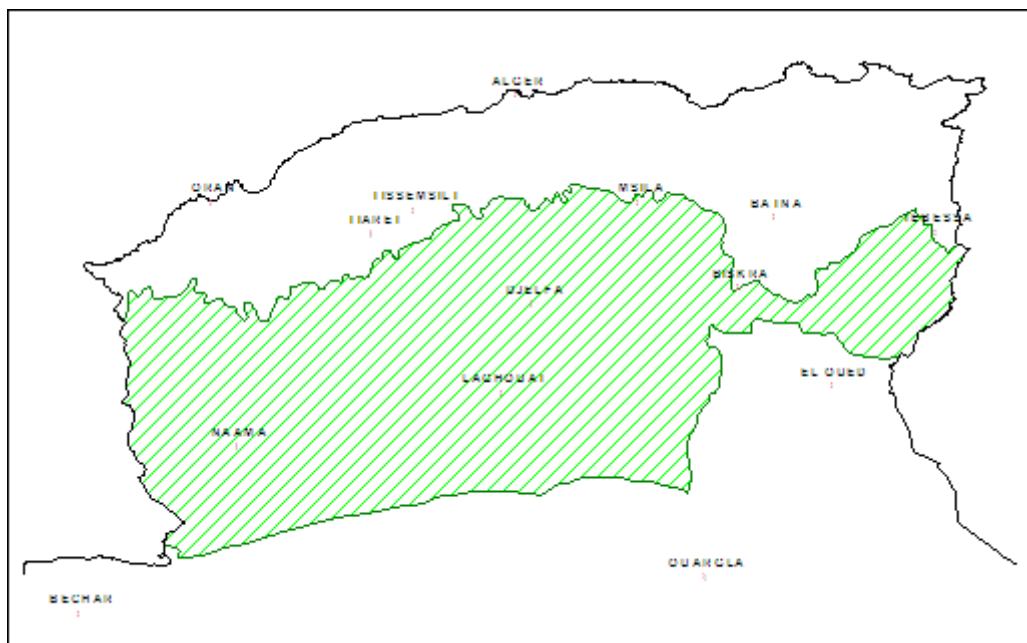 ALGER
ORAN
TISSEMSILT
MSILA
BATNA
TIARET
TEBESSA
BISKRA
DJELFA
EL OUED
LAGHOUAT
NAAMA
OUARGLA
BECHAR